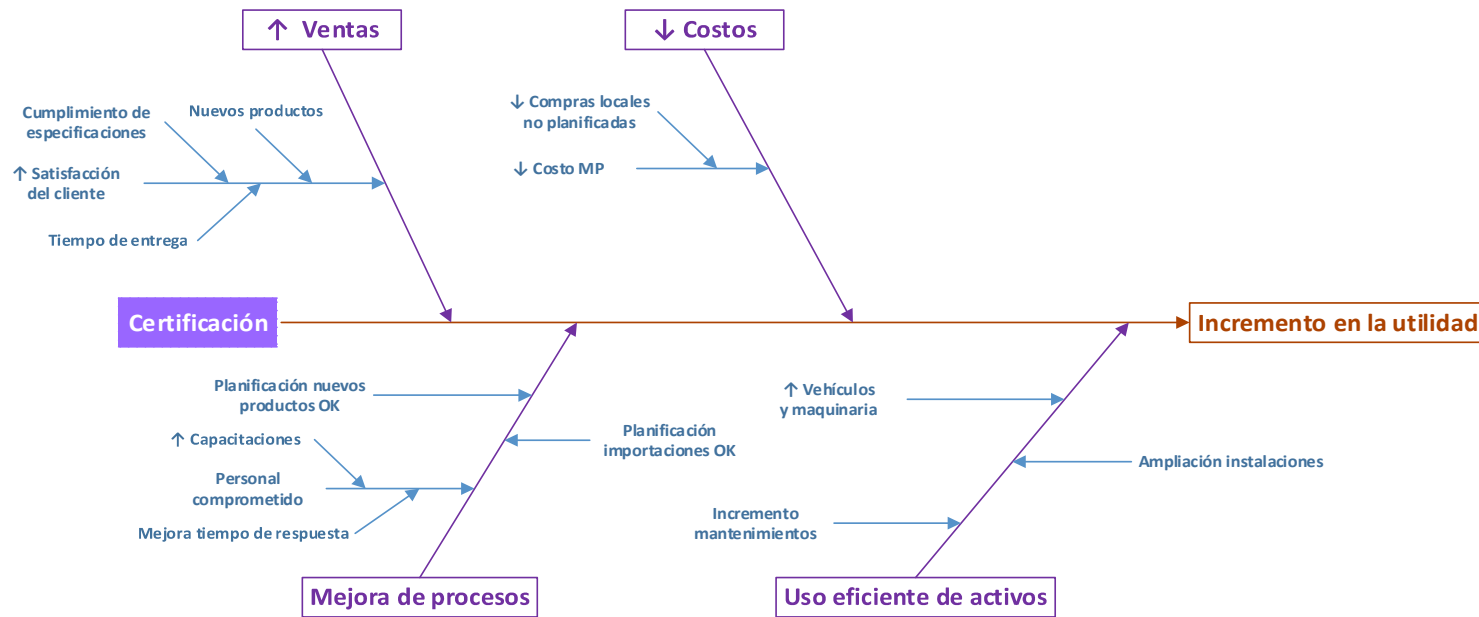 ↑ Ventas
↓ Costos
Cumplimiento de
especificaciones
Nuevos productos
↑ Satisfacción
del cliente
Tiempo de entrega
↓ Compras locales
no planificadas
↓ Costo MP
Certificación
Incremento en la utilidad
Planificación nuevos
productos OK
↑ Capacitaciones
Personal
comprometido
Mejora tiempo de respuesta
Planificación
importaciones OK
↑ Vehículos
y maquinaria
Ampliación instalaciones
Incremento
mantenimientos
Mejora de procesos
Uso eficiente de activos